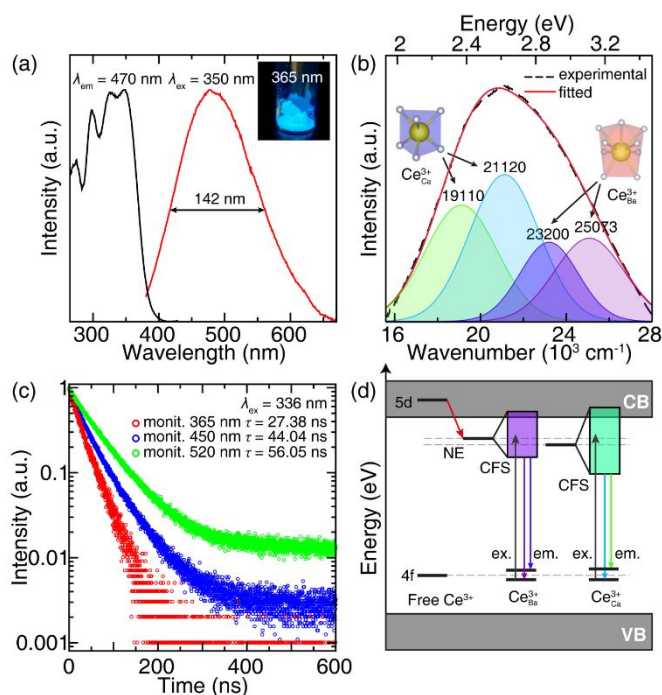 (a)
λem = 470 nm λex = 350 nm
365 nm
142 nm
Intensity (a.u.)
300 400 500 600
Wavelength (nm)
Energy (eV)
2 2.4 2.8 3.2
(b)
experimental
fitted
Ce3+Ca
21120
19110
Ce3+Ba
23200 25073
Intensity (a.u.)
16 20 24 28
Wavenumber (10³ cm⁻¹)
(c)
λex = 336 nm
monit. 365 nm τ = 27.38 ns
monit. 450 nm τ = 44.04 ns
monit. 520 nm τ = 56.05 ns
1
0.1
0.01
0.001
Intensity (a.u.)
0 100 200 300 400 500 600
Time (ns)
(d)
CB
5d
NE
CFS
CFS
ex. em. ex. em.
4f
Free Ce³⁺ Ce3+Ba Ce3+Ca
VB
Energy (eV)